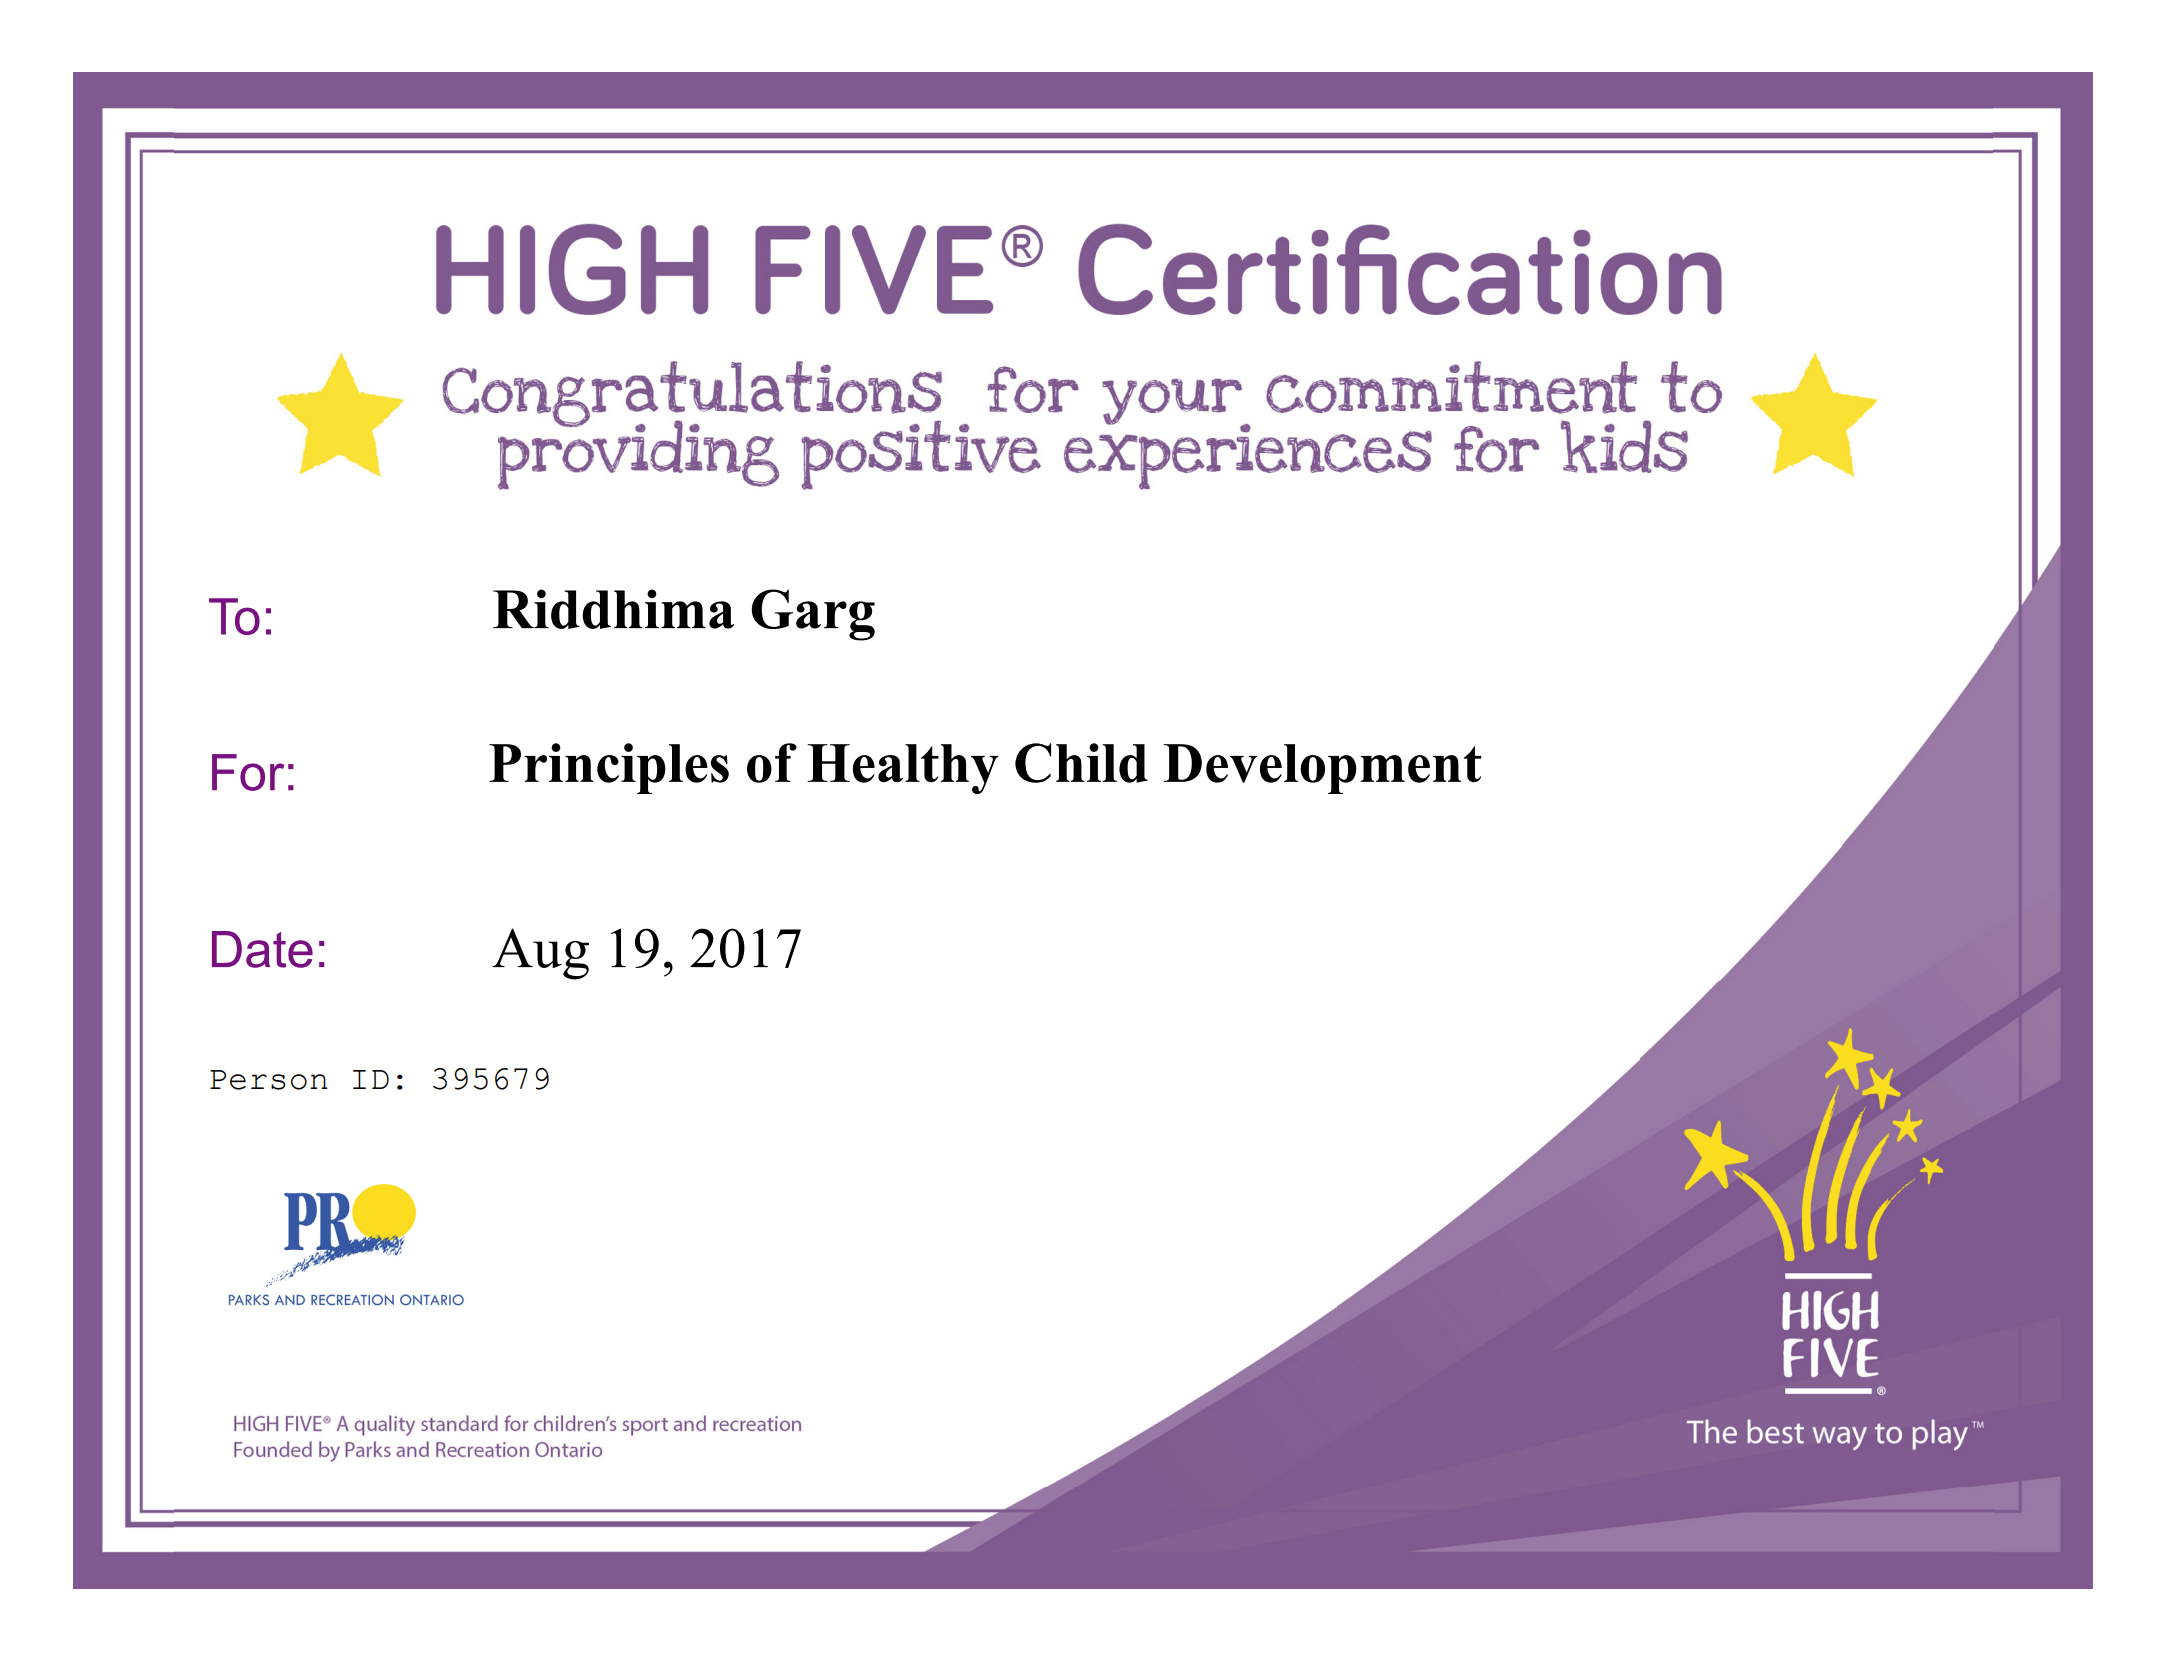 HIGH FIVE® Certification
Congratulations for your commitment to
providing positive experiences for kids
To: Riddhima Garg
For: Principles of Healthy Child Development
Date: Aug 19, 2017
Person ID: 395679
PRO
PARKS AND RECREATION ONTARIO
HIGH FIVE® A quality standard for children's sport and recreation
Founded by Parks and Recreation Ontario
HIGH
FIVE®
The best way to play™